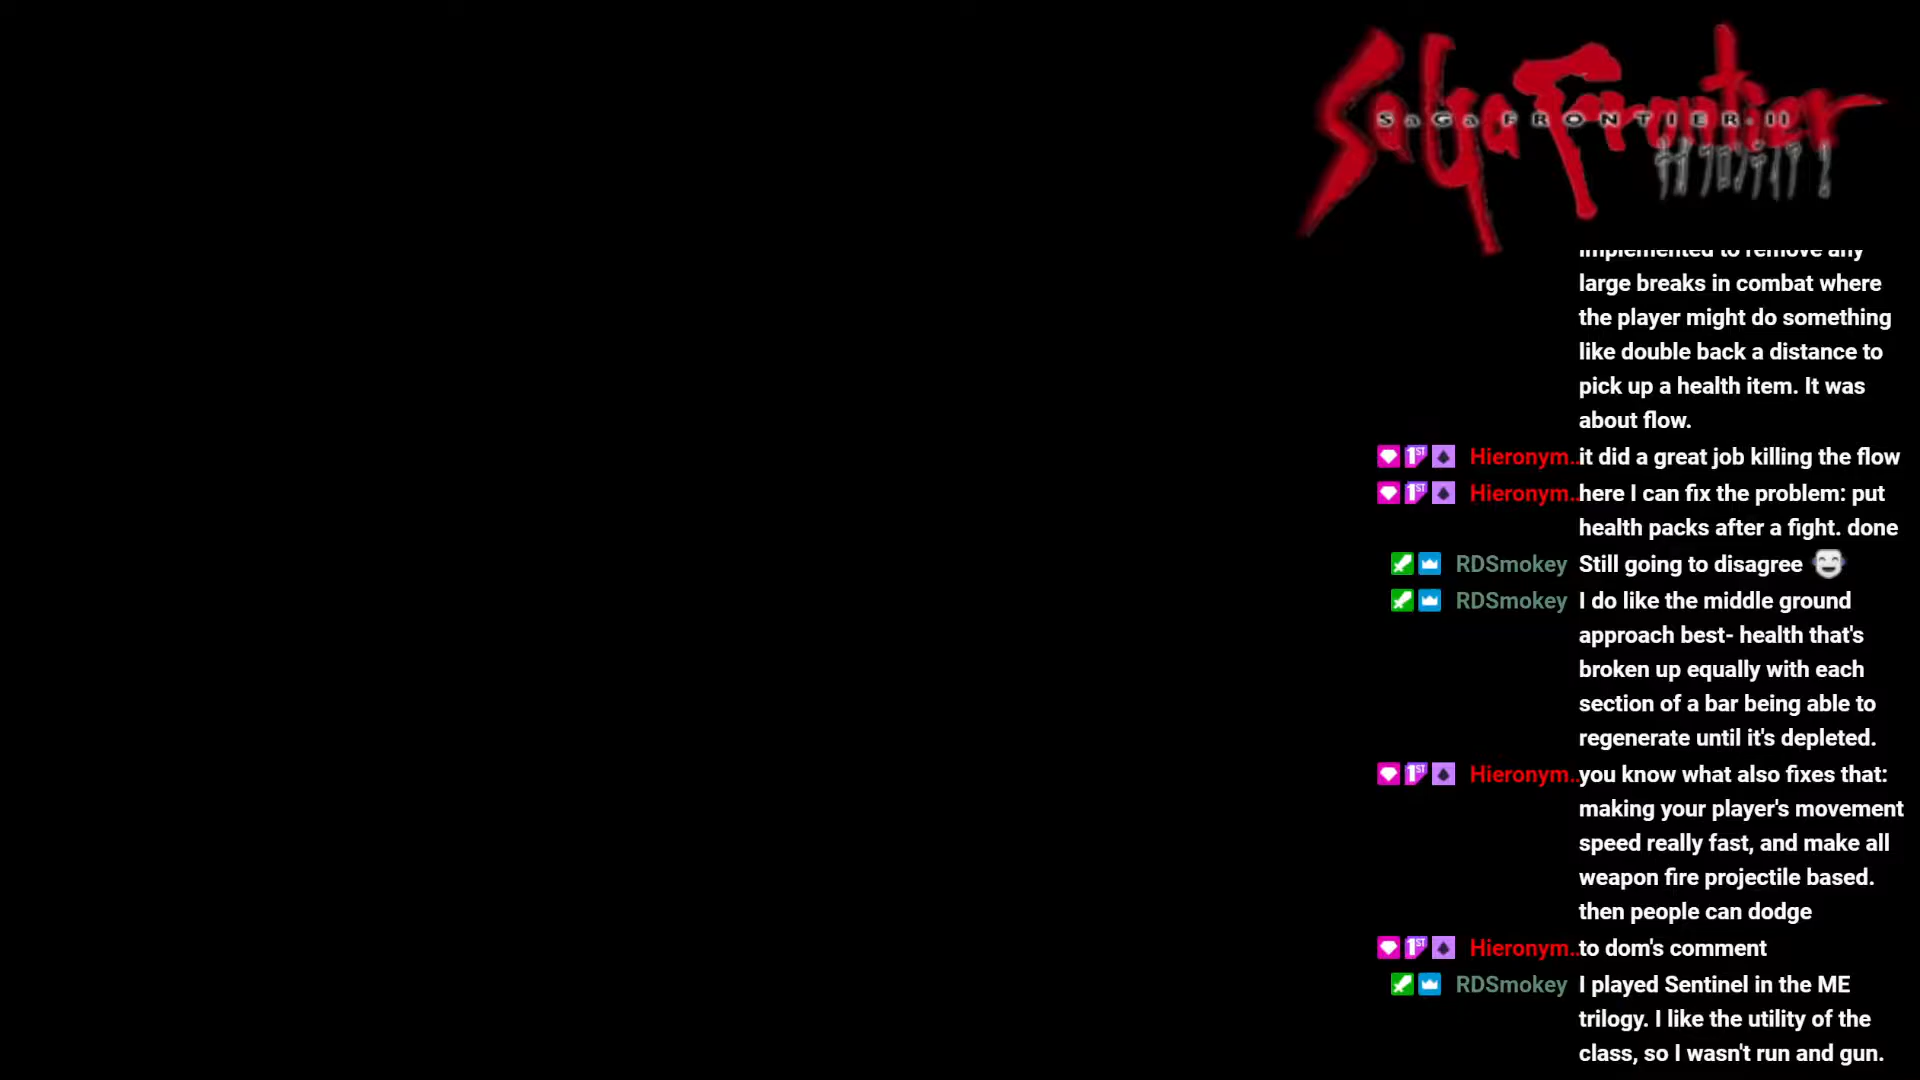 SaGa Frontier
SaGa FRONTIER II
implemented to remove any
large breaks in combat where
the player might do something
like double back a distance to
pick up a health item. It was
about flow.
Hieronym.. it did a great job killing the flow
Hieronym.. here I can fix the problem: put
health packs after a fight. done
RDSmokey Still going to disagree
RDSmokey I do like the middle ground
approach best- health that's
broken up equally with each
section of a bar being able to
regenerate until it's depleted.
Hieronym.. you know what also fixes that:
making your player's movement
speed really fast, and make all
weapon fire projectile based.
then people can dodge
Hieronym.. to dom's comment
RDSmokey I played Sentinel in the ME
trilogy. I like the utility of the
class, so I wasn't run and gun.